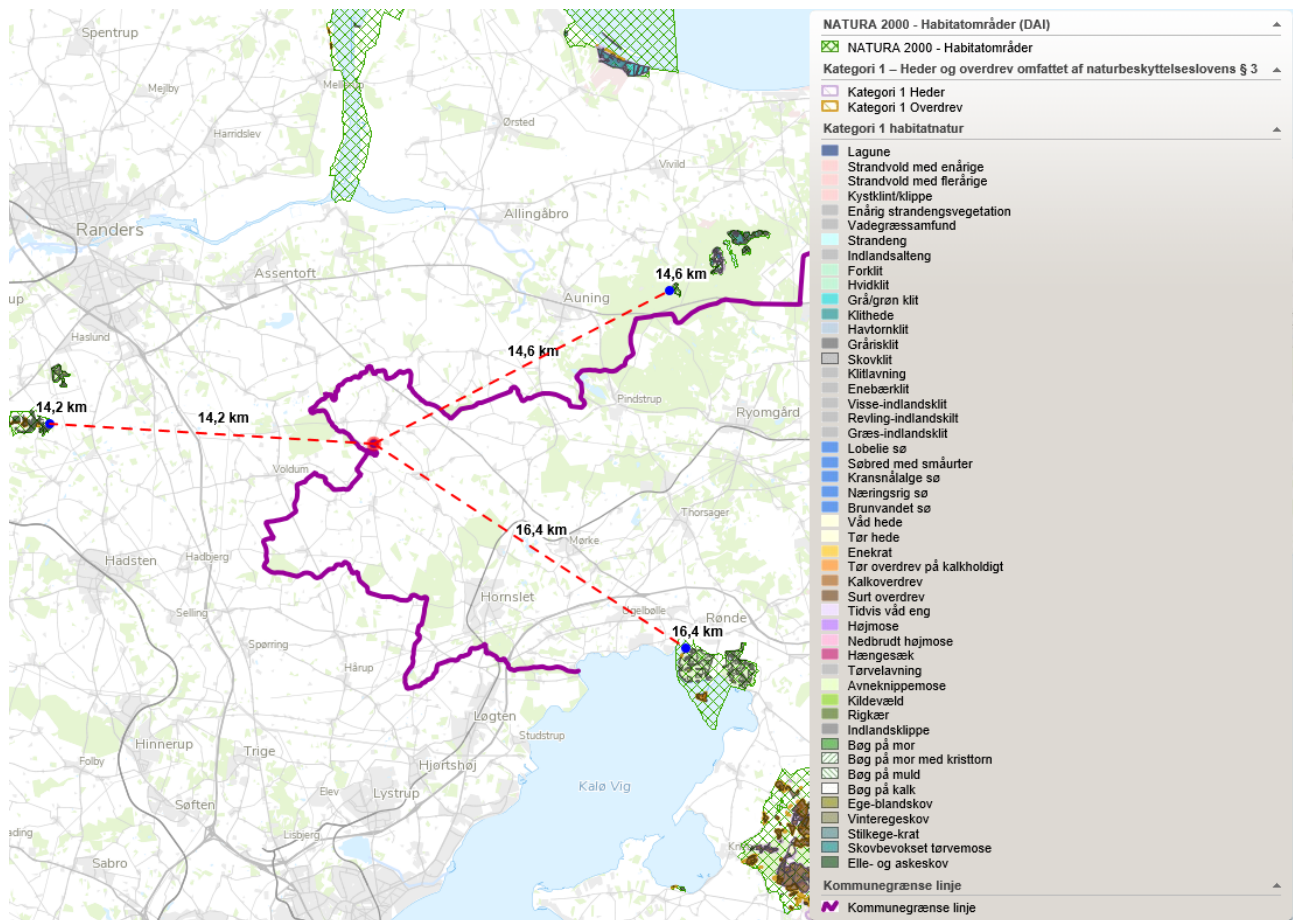 Spentrup
Mejlby
Harridslev
Ørsted
Vivild
Allingåbro
Randers
Assentoft
14,6 km
Auning
Haslund
14,6 km
Pindstrup
Ryomgård
14,2 km
14,2 km
Voldum
Thorsager
16,4 km
Mørke
Hadsten
Hadbjerg
Hornslet
Selling
Rønde
16,4 km
Spørring
Hårup
Løgten
Studstrup
Hinnerup
Trige
Hjortshøj
Folby
Kalø Vig
Elev
Lystrup
Søften
Lisbjerg
Sabro
NATURA 2000 - Habitatområder (DAI)
NATURA 2000 - Habitatområder
Kategori 1 – Heder og overdrev omfattet af naturbeskyttelseslovens § 3
Kategori 1 Heder
Kategori 1 Overdrev
Kategori 1 habitatnatur
Lagune
Strandvold med enårige
Strandvold med flerårige
Kystklint/klippe
Enårig strandengsvegetation
Vadegræssamfund
Strandeng
Indlandsalteng
Forklit
Hvidklit
Grå/grøn klit
Klithede
Havtornklit
Grårisklit
Skovklit
Klitlavning
Enebærklit
Visse-indlandsklit
Revling-indlandskilt
Græs-indlandsklit
Lobelie sø
Søbred med småurter
Kransnålalge sø
Næringsrig sø
Brunvandet sø
Våd hede
Tør hede
Enekrat
Tør overdrev på kalkholdigt
Kalkoverdrev
Surt overdrev
Tidvis våd eng
Højmose
Nedbrudt højmose
Hængesæk
Tørvelavning
Avneknippemose
Kildevæld
Rigkær
Indlandsklippe
Bøg på mor
Bøg på mor med kristtorn
Bøg på muld
Bøg på kalk
Ege-blandskov
Vinteregeskov
Stilkege-krat
Skovbevokset tørvemose
Elle- og askeskov
Kommunegrænse linje
Kommunegrænse linje